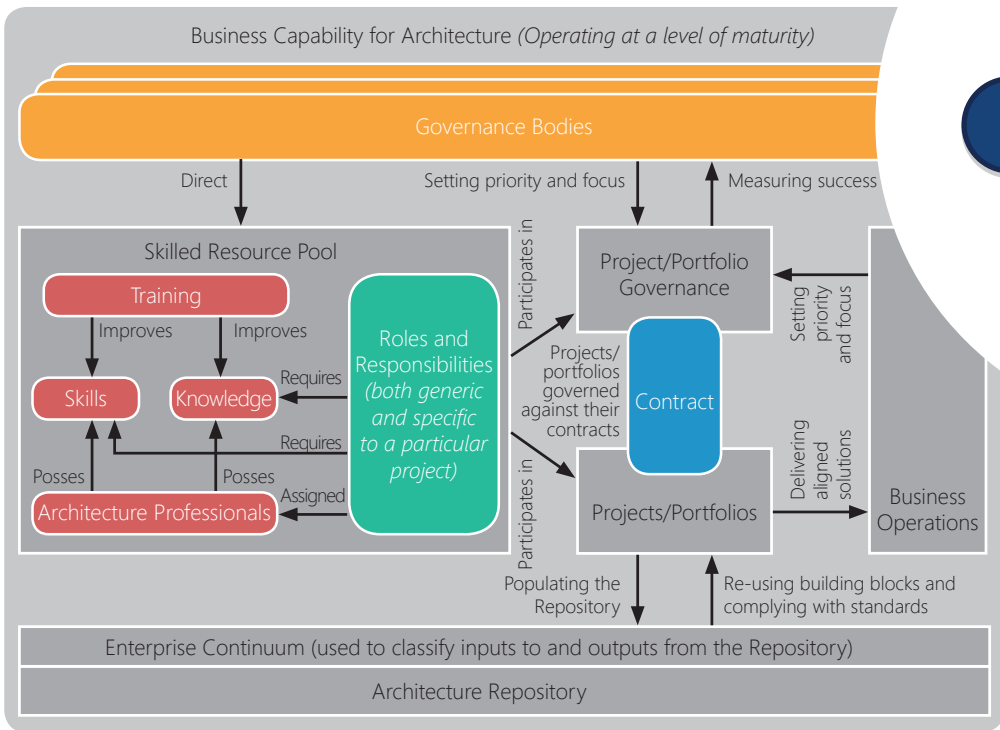 Business Capability for Architecture (Operating at a level of maturity)
Governance Bodies
Direct
Setting priority and focus
Measuring success
Skilled Resource Pool
Training
Improves
Improves
Skills
Knowledge
Requires
Requires
Posses
Posses
Assigned
Architecture Professionals
Roles and
Responsibilities
(both generic
and specific
to a particular
project)
Participates in
Participates in
Project/Portfolio
Governance
Projects/
portfolios
governed
against their
contracts
Contract
Setting
priority
and focus
Delivering
aligned
solutions
Projects/Portfolios
Business
Operations
Populating the
Repository
Re-using building blocks and
complying with standards
Enterprise Continuum (used to classify inputs to and outputs from the Repository)
Architecture Repository